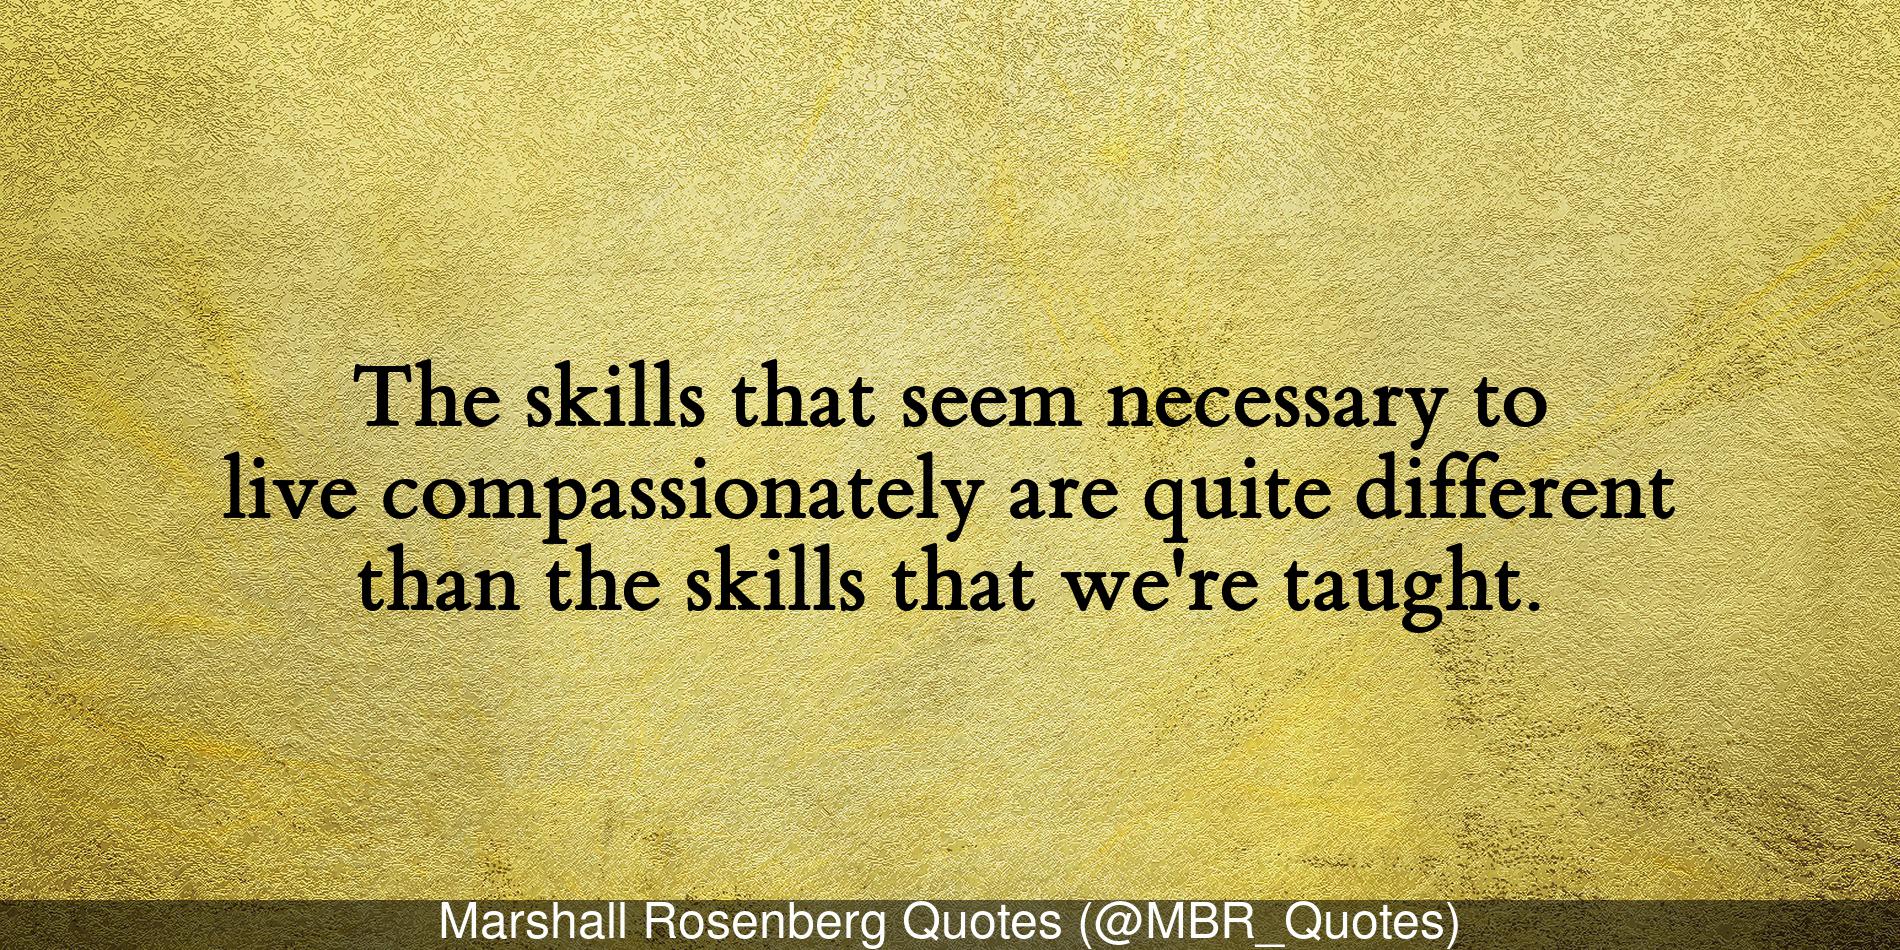 The skills that seem necessary to
live compassionately are quite different
than the skills that we're taught.
Marshall Rosenberg Quotes (@MBR_Quotes)